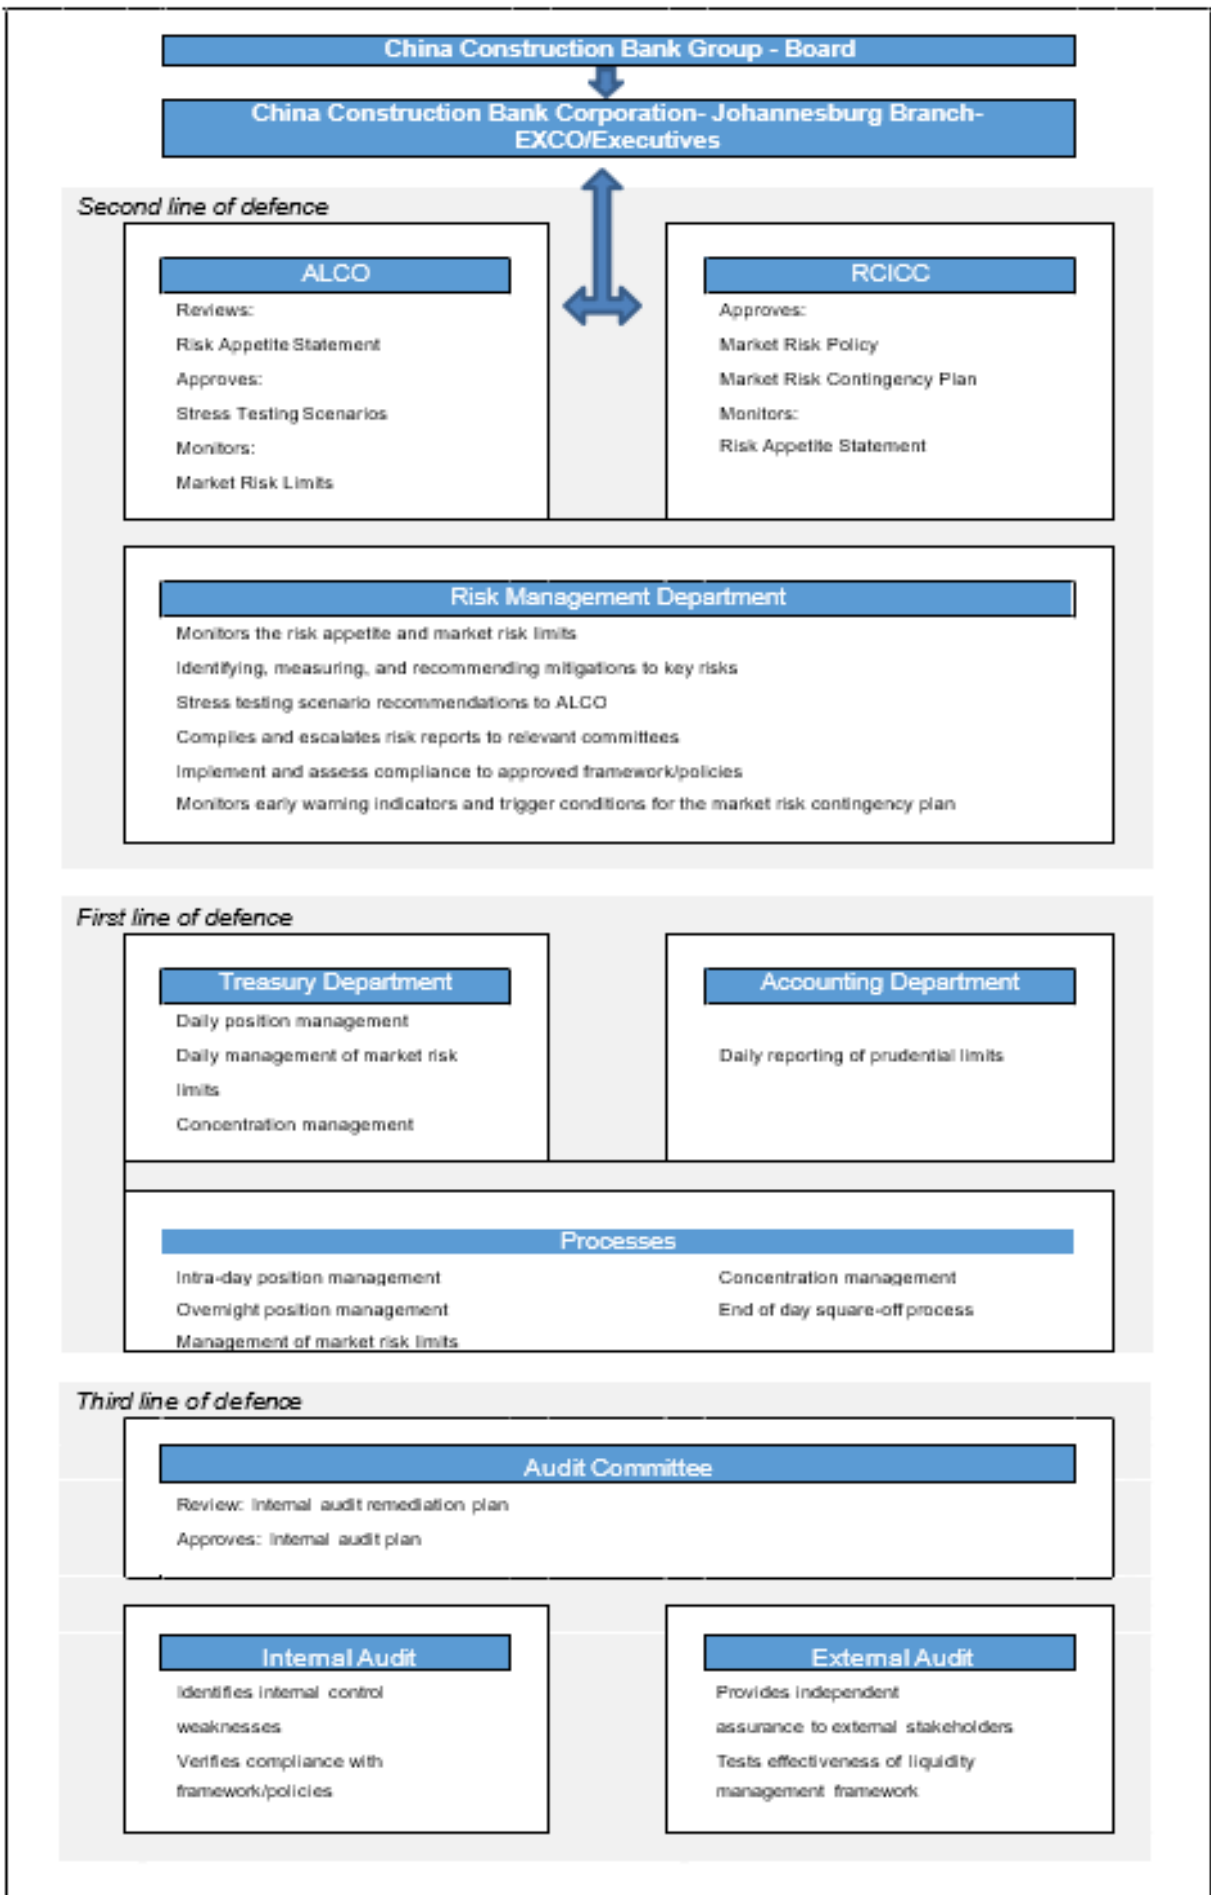 China Construction Bank Group - Board
China Construction Bank Corporation- Johannesburg Branch-
EXCO/Executives
Second line of defence
ALCO
Reviews:
Risk Appetite Statement
Approves:
Stress Testing Scenarios
Monitors:
Market Risk Limits
RCICC
Approves:
Market Risk Policy
Market Risk Contingency Plan
Monitors:
Risk Appetite Statement
Risk Management Department
Monitors the risk appetite and market risk limits
Identifying, measuring, and recommending mitigations to key risks
Stress testing scenario recommendations to ALCO
Compiles and escalates risk reports to relevant committees
Implement and assess compliance to approved framework/policies
Monitors early warning indicators and trigger conditions for the market risk contingency plan
First line of defence
Treasury Department
Daily position management
Daily management of market risk
limits
Concentration management
Accounting Department
Daily reporting of prudential limits
Processes
Intra-day position management
Overnight position management
Management of market risk limits
Concentration management
End of day square-off process
Third line of defence
Audit Committee
Review: Internal audit remediation plan
Approves: Internal audit plan
Internal Audit
Identifies internal control
weaknesses
Verifies compliance with
framework/policies
External Audit
Provides independent
assurance to external stakeholders
Tests effectiveness of liquidity
management framework